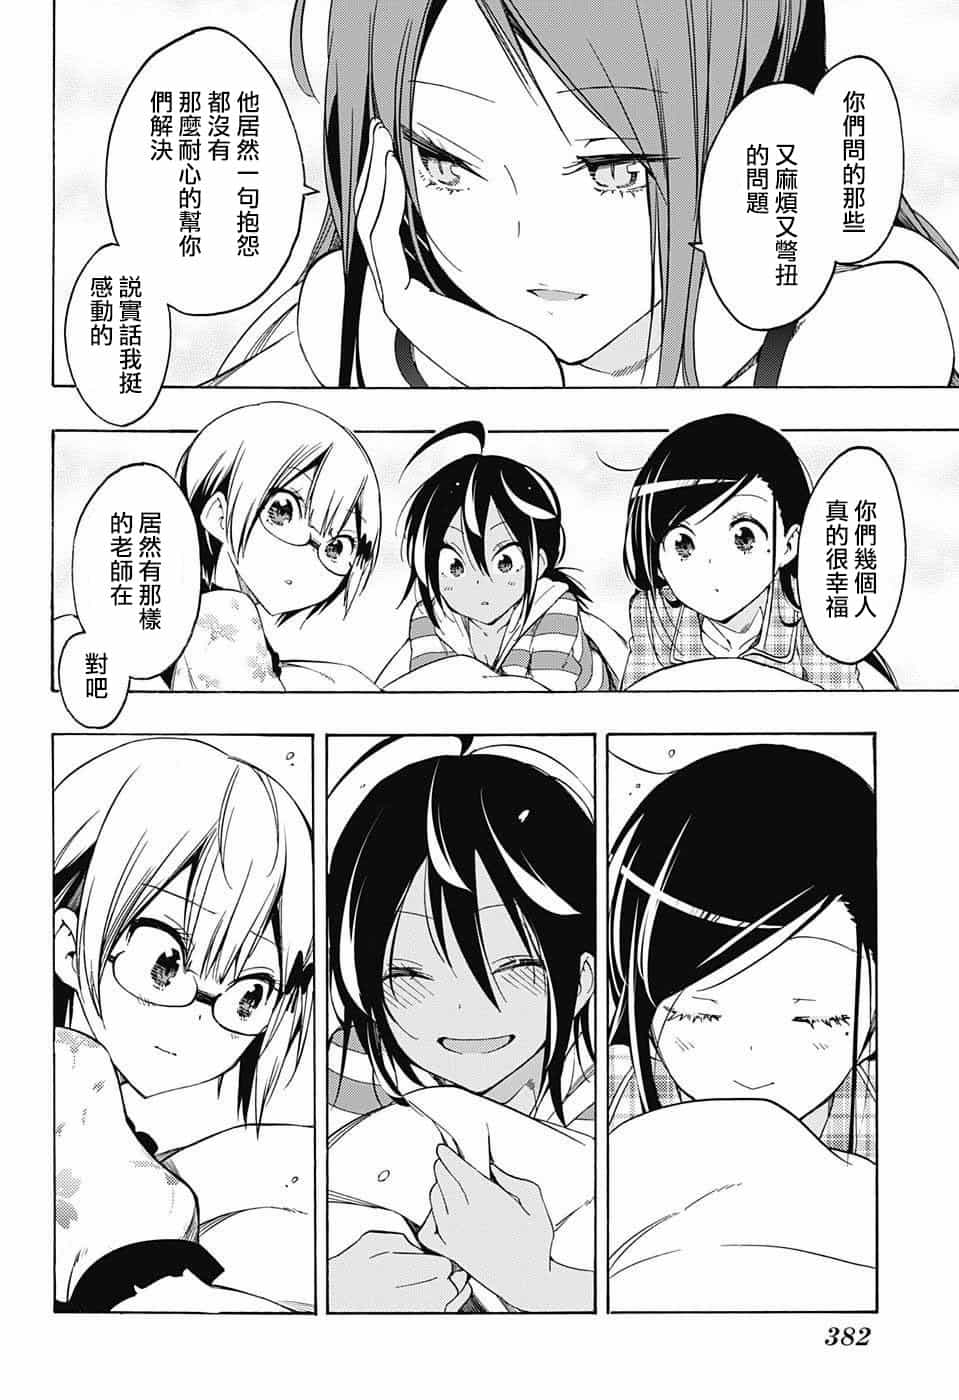 你們問的那些
又麻煩又彆扭
的問題
他居然一句抱怨
都沒有
那麼耐心的幫你
們解決
説實話我挺
感動的
你們幾個人
真的很幸福
居然有那樣
的老師在
對吧
382